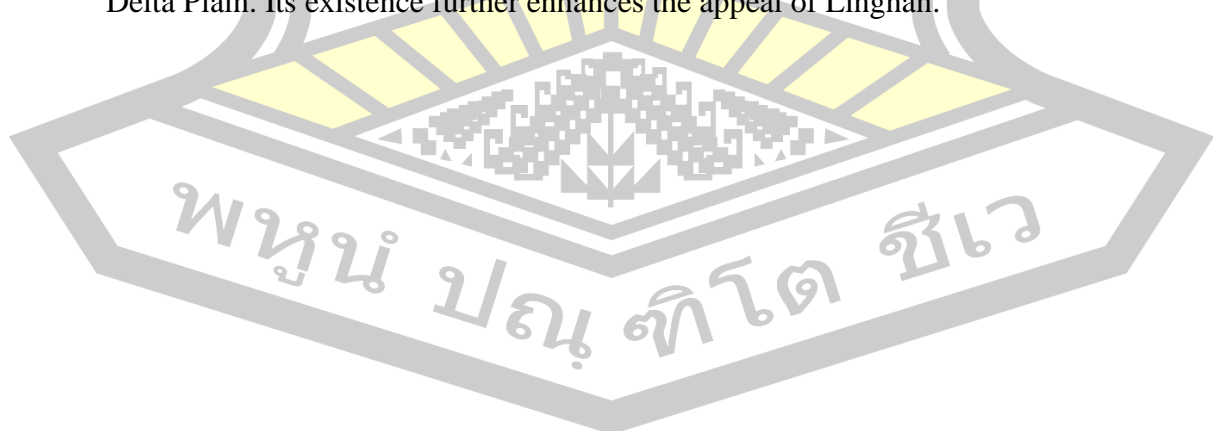 Delta Plain. Its existence further enhances the appeal of Lingnan.
พหูนํ ปณฺฑิโต ชีเว